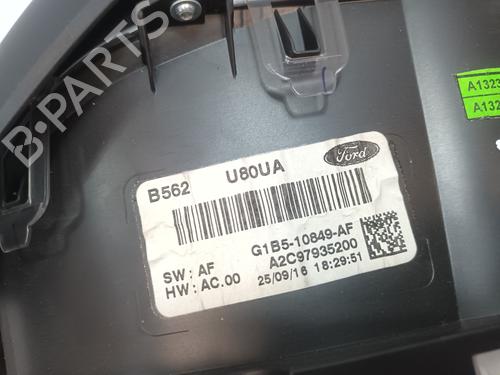 B-PARTS
A1323
A132
Ford
B562 U80UA
G1B5-10849-AF
A2C97935200
SW: AF
HW: AC.00
25/09/16 18:29:51